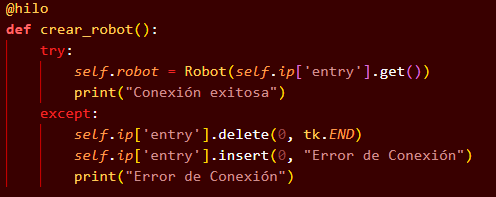 @hilo
def crear_robot():
    try:
        self.robot = Robot(self.ip['entry'].get())
        print("Conexión exitosa")
    except:
        self.ip['entry'].delete(0, tk.END)
        self.ip['entry'].insert(0, "Error de Conexión")
        print("Error de Conexión")